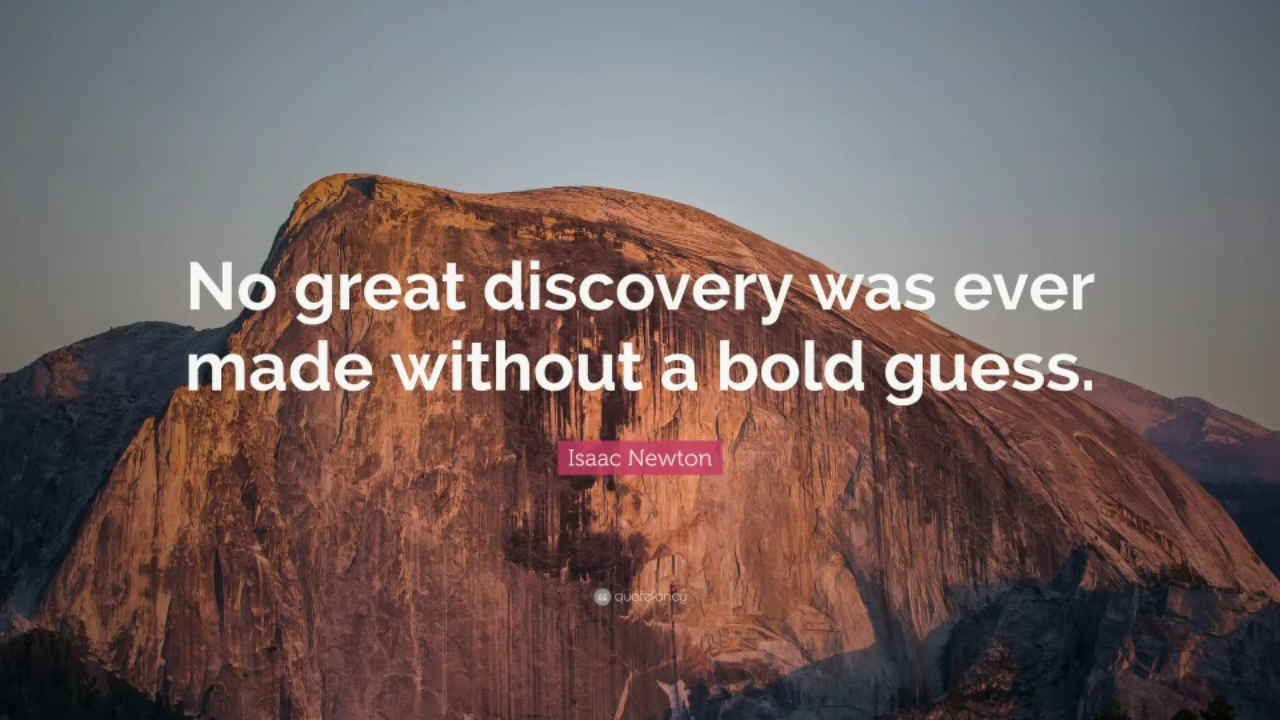 No great discovery was ever
made without a bold guess.
Isaac Newton
quotefancy